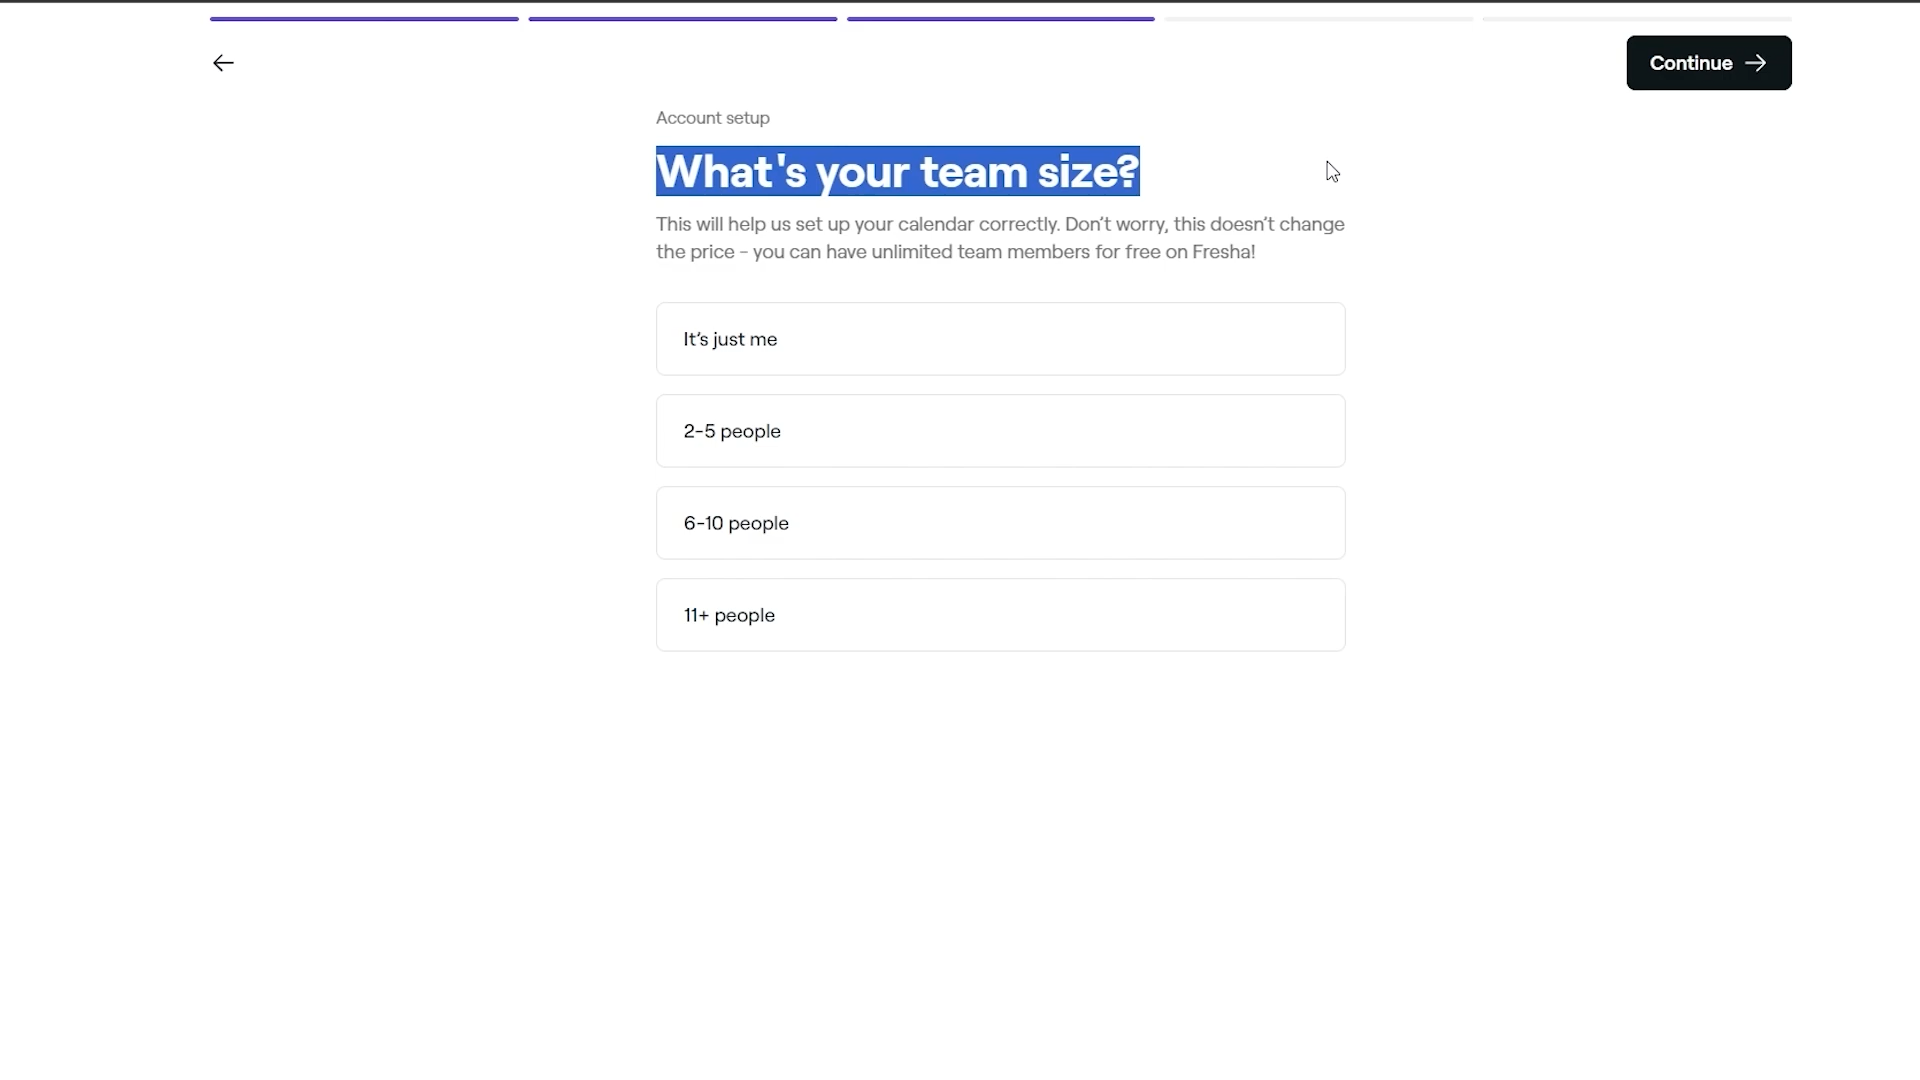 Continue
Account setup
What's your team size?
This will help us set up your calendar correctly. Don’t worry, this doesn’t change
the price - you can have unlimited team members for free on Fresha!
It’s just me
2-5 people
6-10 people
11+ people